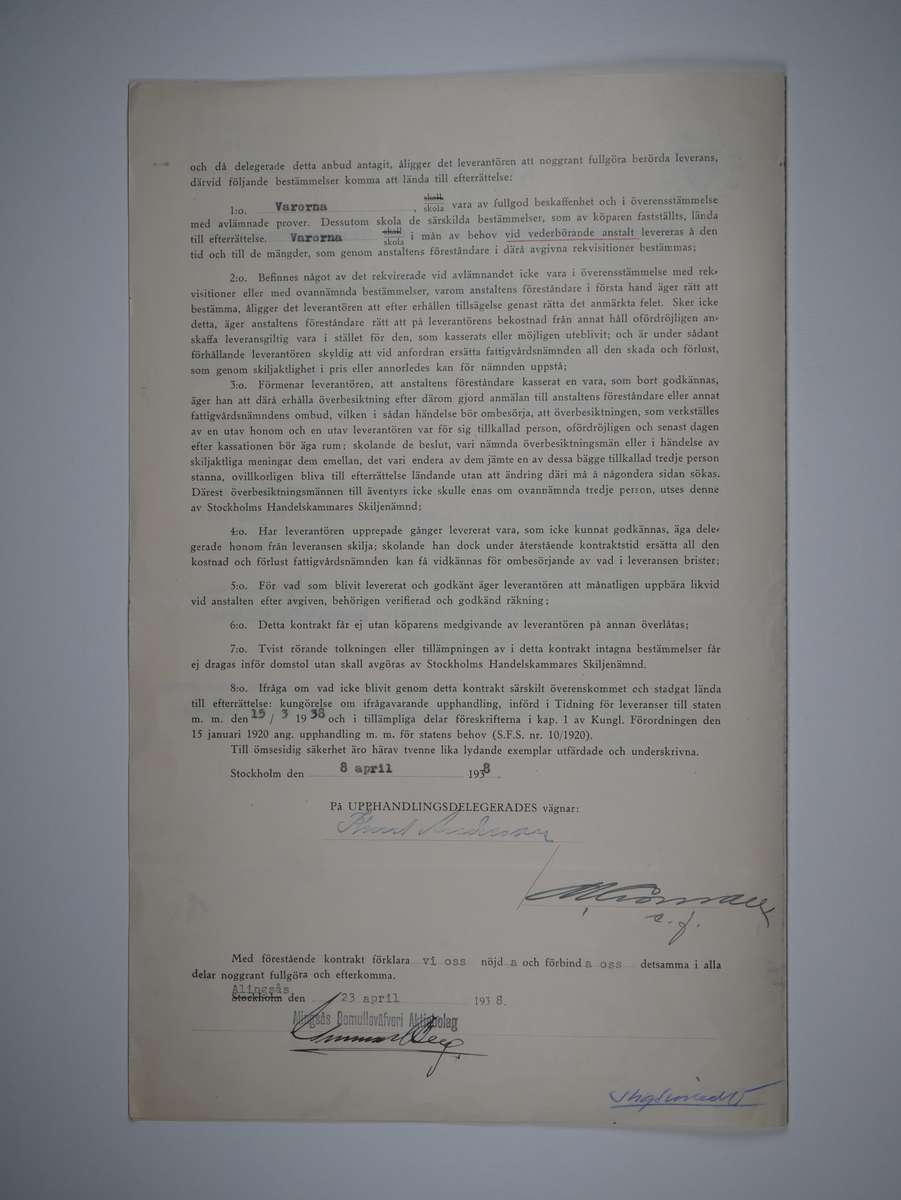 och då delegerade detta anbud antagit, åligger det leverantören att noggrant fullgöra berörda leverans,
därvid följande bestämmelser komma att lända till efterrättelse:
1:o. Varorna, skall skola vara av fullgod beskaffenhet och i överensstämmelse
med avlämnade prover. Dessutom skola de särskilda bestämmelser, som av köparen fastställts, lända
till efterrättelse. Varorna skall skola i mån av behov vid vederbörande anstalt levereras å den
tid och till de mängder, som genom anstaltens föreståndare i därå avgivna rekvisitioner bestämmas;
2:o. Befinnes något av det rekvirerade vid avlämnandet icke vara i överensstämmelse med rek-
visitioner eller med ovannämnda bestämmelser, varom anstaltens föreståndare i första hand äger rätt att
bestämma, åligger det leverantören att efter erhållen tillsägelse genast rätta det anmärkta felet. Sker icke
detta, äger anstaltens föreståndare rätt att på leverantörens bekostnad från annat håll ofördröjligen an-
skaffa leveransgiltig vara i stället för den, som kasserats eller möjligen uteblivit; och är under sådant
förhållande leverantören skyldig att vid anfordran ersätta fattigvårdsnämnden all den skada och förlust,
som genom skiljaktlighet i pris eller annorledes kan för nämnden uppstå;
3:o. Förmenar leverantören, att anstaltens föreståndare kasserat en vara, som bort godkännas,
äger han att därå erhålla överbesiktning efter därom gjord anmälan till anstaltens föreståndare eller annat
fattigvårdsnämndens ombud, vilken i sådan händelse bör ombesörja, att överbesiktningen, som verkställes
av en utav honom och en utav leverantören var för sig tillkallad person, ofördröjligen och senast dagen
efter kassationen bör äga rum; skolande de beslut, vari nämnda överbesiktningsmän eller i händelse av
skiljaktliga meningar dem emellan, det vari endera av dem jämte en av dessa bägge tillkallad tredje person
stanna, ovillkorligen bliva till efterrättelse ländande utan att ändring däri må å någondera sidan sökas.
Därest överbesiktningsmännen till äventyrs icke skulle enas om ovannämnda tredje person, utses denne
av Stockholms Handelskammares Skiljenämnd;
4:o. Har leverantören upprepade gånger levererat vara, som icke kunnat godkännas, äga dele-
gerade honom från leveransen skilja; skolande han dock under återstående kontraktstid ersätta all den
kostnad och förlust fattigvårdsnämnden kan få vidkännas för ombesörjande av vad i leveransen brister;
5:o. För vad som blivit levererat och godkänt äger leverantören att månatligen uppbära likvid
vid anstalten efter avgiven, behörigen verifierad och godkänd räkning;
6:o. Detta kontrakt får ej utan köparens medgivande av leverantören på annan överlåtas;
7:o. Tvist rörande tolkningen eller tillämpningen av i detta kontrakt intagna bestämmelser får
ej dragas inför domstol utan skall avgöras av Stockholms Handelskammares Skiljenämnd.
8:o. Ifråga om vad icke blivit genom detta kontrakt särskilt överenskommet och stadgat lända
till efterrättelse: kungörelse om ifrågavarande upphandling, införd i Tidning för leveranser till staten
m. m. den 15 / 3 1938 och i tillämpliga delar föreskrifterna i kap. 1 av Kungl. Förordningen den
15 januari 1920 ang. upphandling m. m. för statens behov (S.F.S. nr. 10/1920).
Till ömsesidig säkerhet äro härav tvenne lika lydande exemplar utfärdade och underskrivna.
Stockholm den 8 april 1938.
På UPPHANDLINGSDELEGERADES vägnar:
c. f.
Med förestående kontrakt förklara vi oss nöjda och förbinda oss detsamma i alla
delar noggrant fullgöra och efterkomma.
Alingsås
Stockholm den 23 april 1938.
Alingsås Bomullsväfveri Aktiebolag
Gunnar Berg